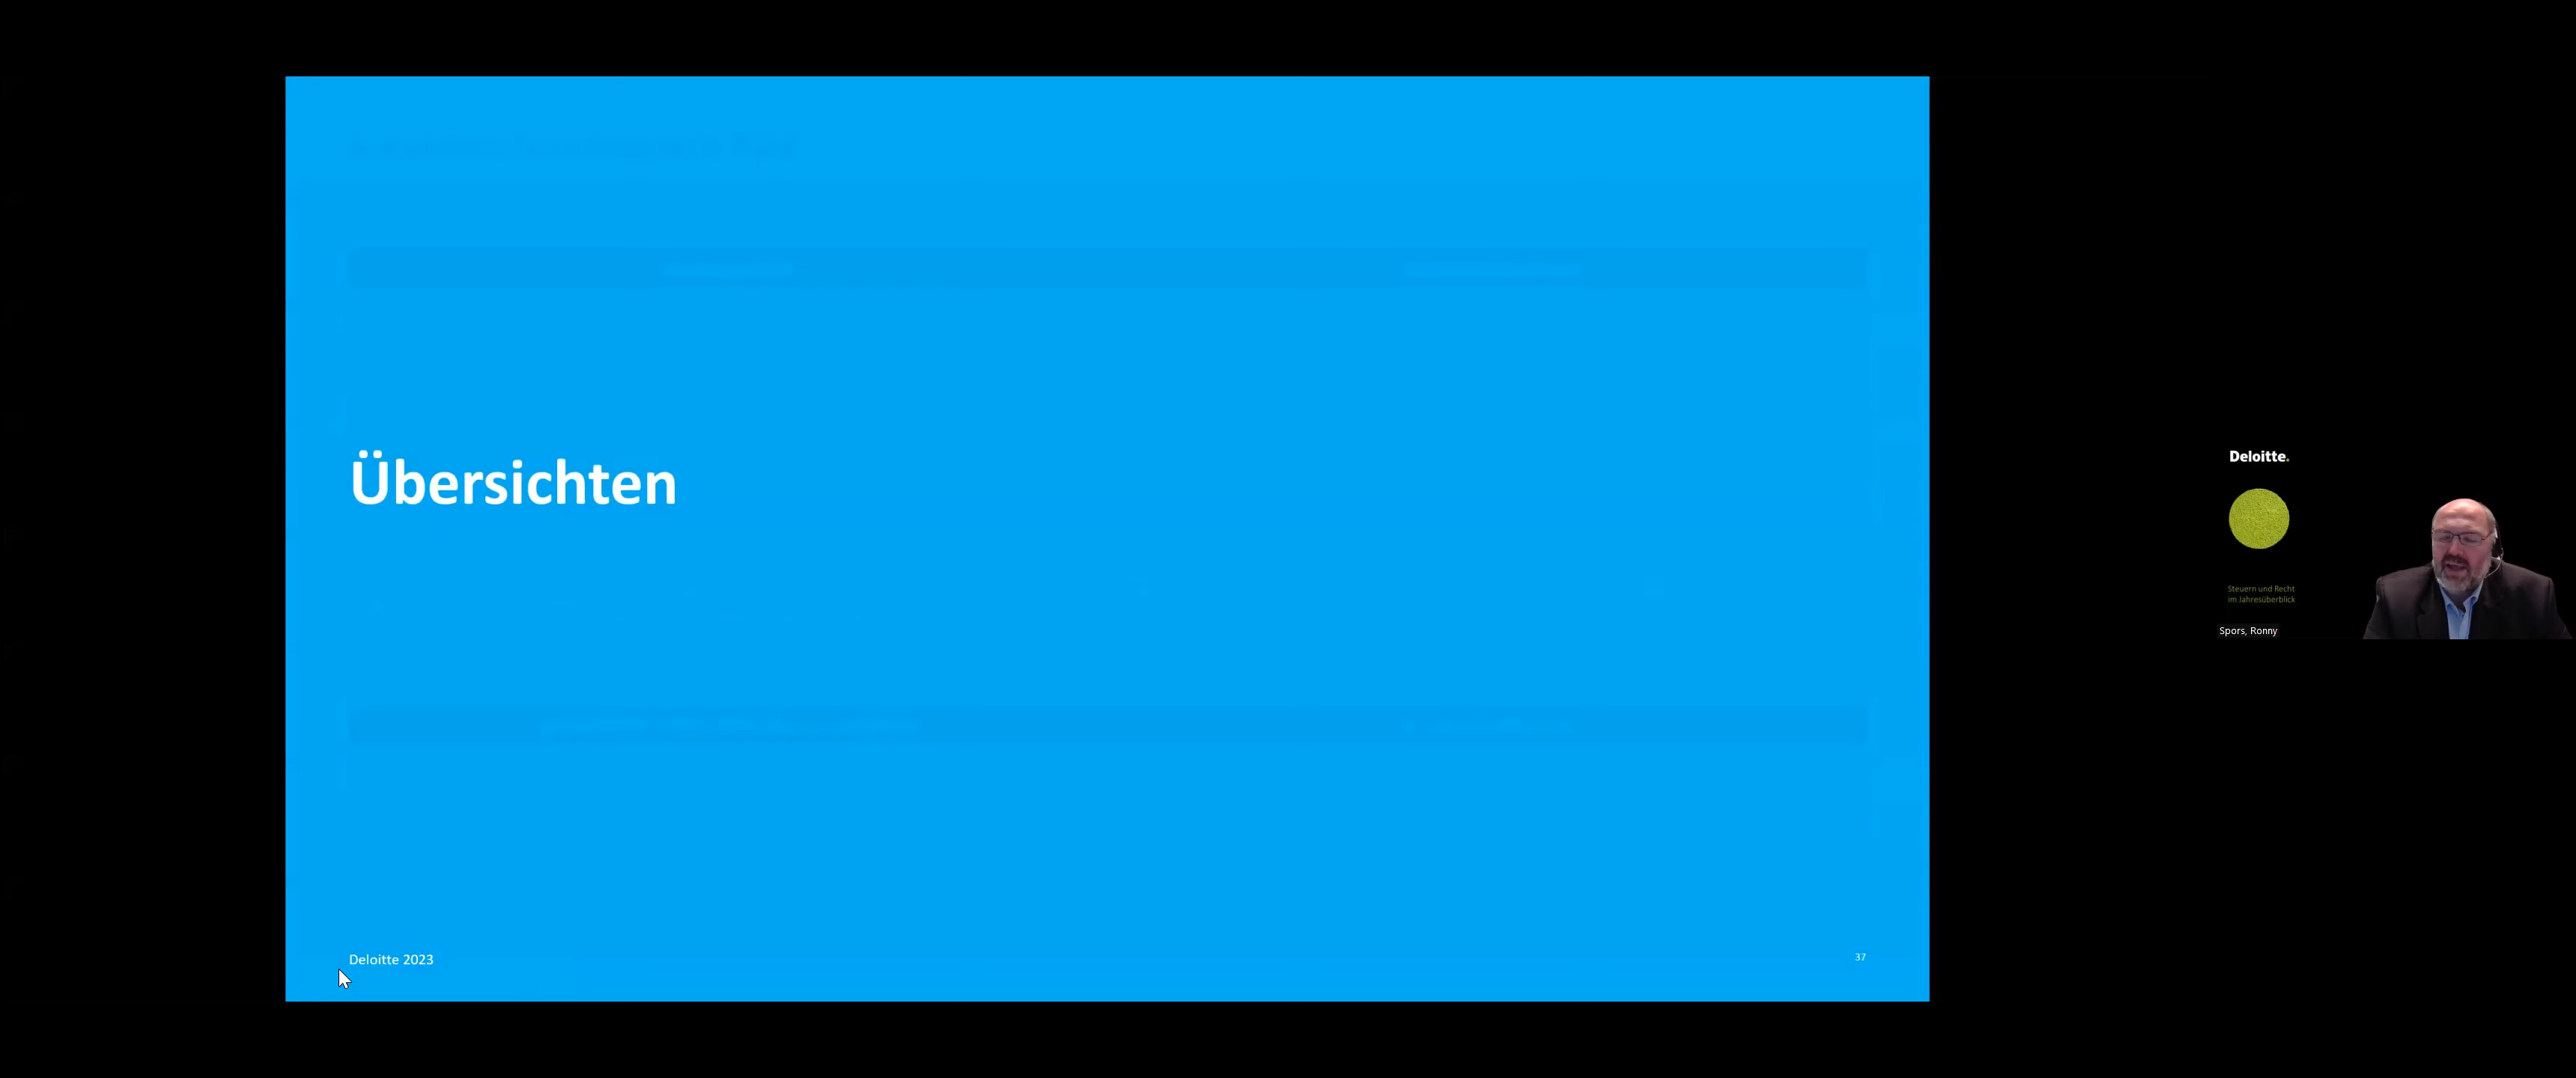 Übersichten
Deloitte 2023
37
Deloitte.
Steuern und Recht
im Jahresüberblick
Spors, Ronny